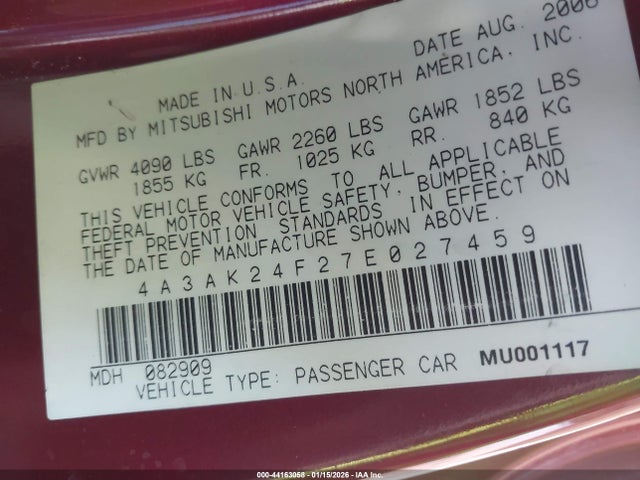 MADE IN U.S.A. DATE AUG. 2006
MFD BY MITSUBISHI MOTORS NORTH AMERICA, INC.
GVWR 4090 LBS GAWR 2260 LBS GAWR 1852 LBS
1855 KG FR. 1025 KG RR. 840 KG
THIS VEHICLE CONFORMS TO ALL APPLICABLE
FEDERAL MOTOR VEHICLE SAFETY, BUMPER, AND
THEFT PREVENTION STANDARDS IN EFFECT ON
THE DATE OF MANUFACTURE SHOWN ABOVE.
4A3AK24F27E027459
MDH 082909
VEHICLE TYPE: PASSENGER CAR MU001117
000-44163058 - 01/15/2026 - IAA Inc.